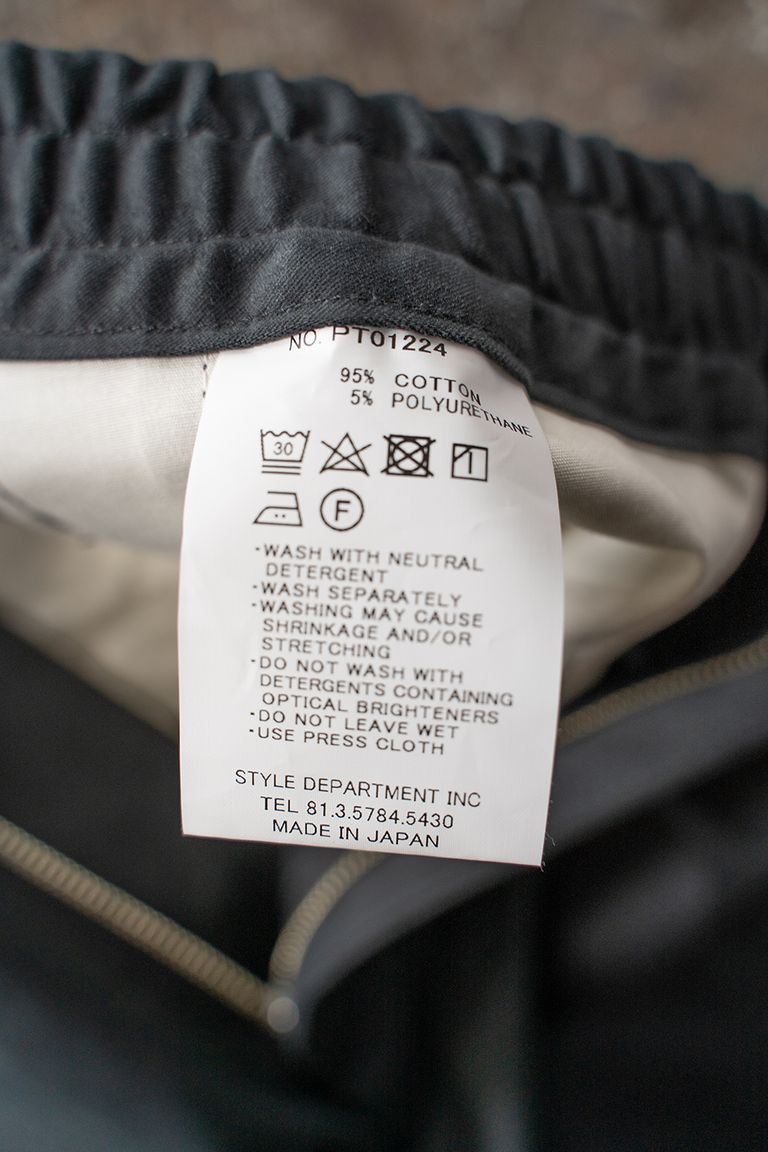 NO. PT01224
95% COTTON
5% POLYURETHANE
30
F
·WASH WITH NEUTRAL
DETERGENT
·WASH SEPARATELY
·WASHING MAY CAUSE
SHRINKAGE AND/OR
STRETCHING
·DO NOT WASH WITH
DETERGENTS CONTAINING
OPTICAL BRIGHTENERS
·DO NOT LEAVE WET
·USE PRESS CLOTH
STYLE DEPARTMENT INC
TEL 81.3.5784.5430
MADE IN JAPAN